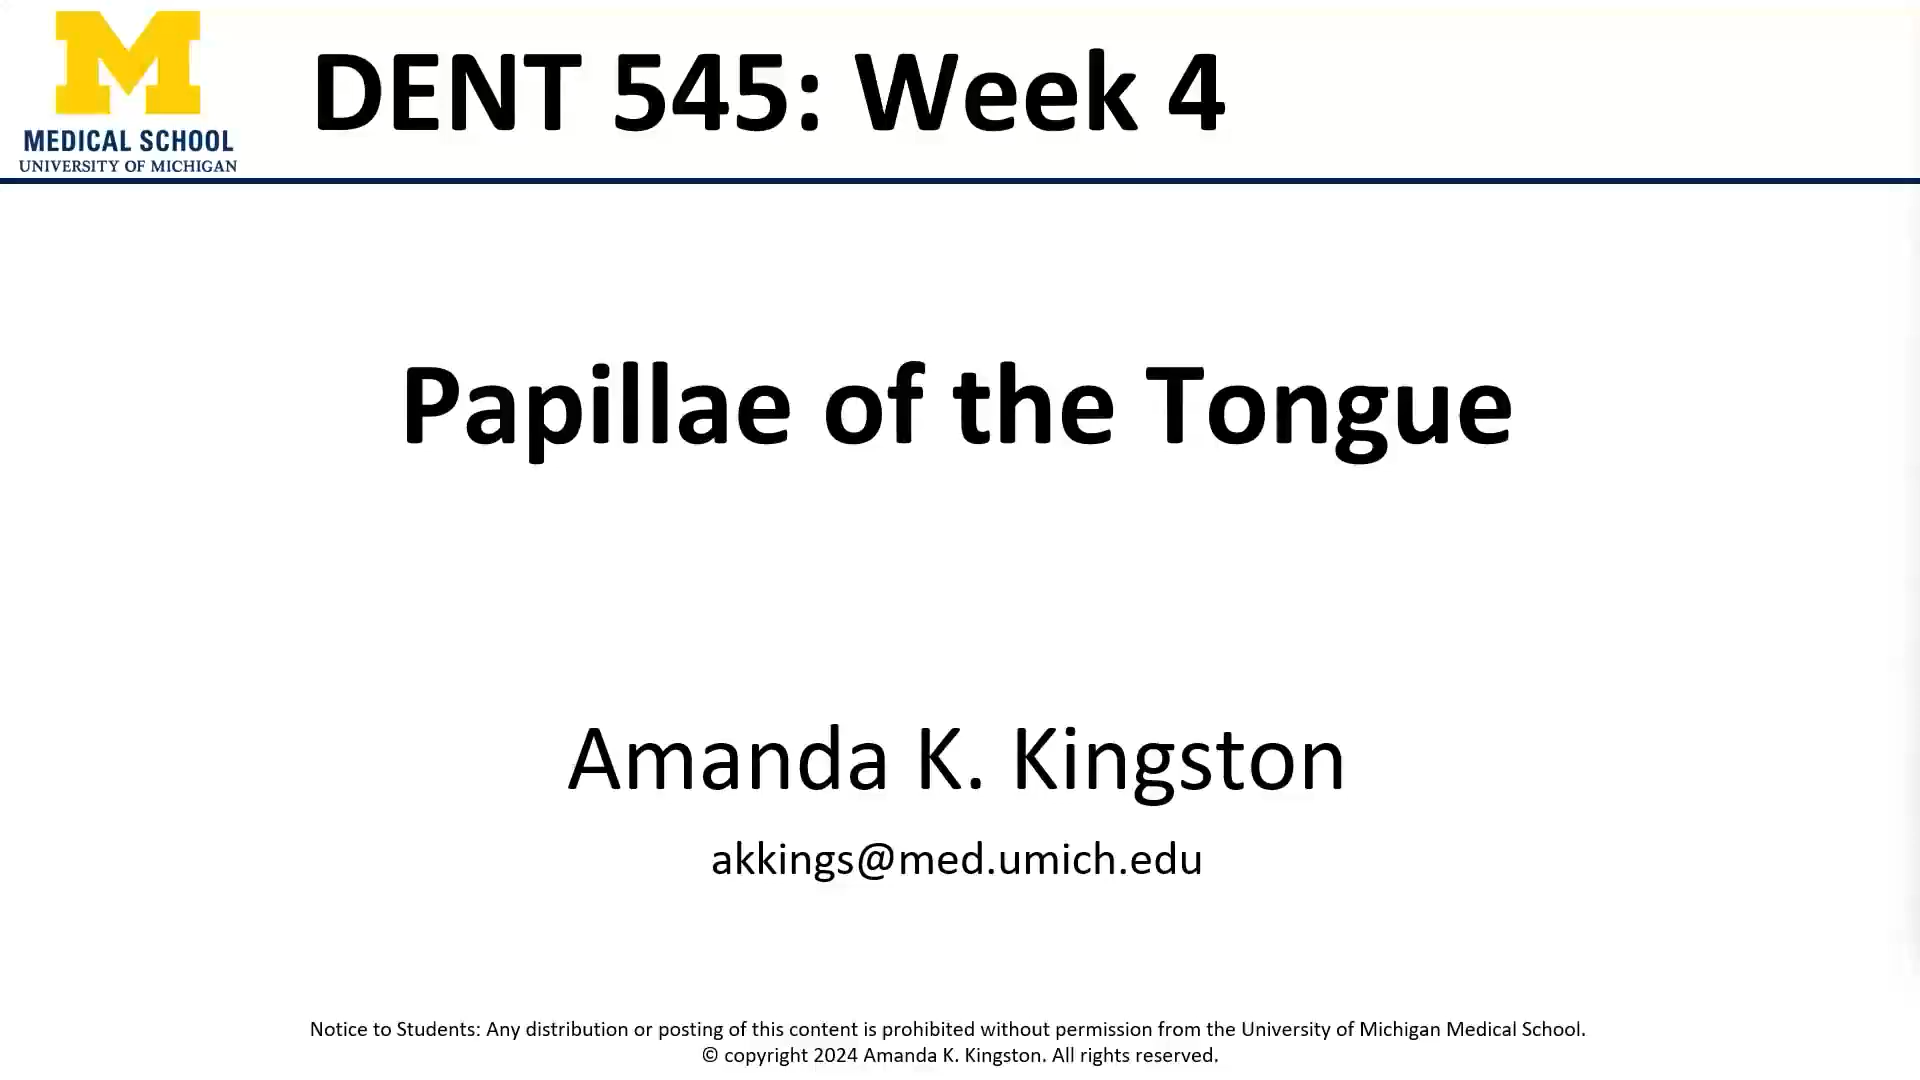 M
MEDICAL SCHOOL
UNIVERSITY OF MICHIGAN
DENT 545: Week 4
Papillae of the Tongue
Amanda K. Kingston
akkings@med.umich.edu
Notice to Students: Any distribution or posting of this content is prohibited without permission from the University of Michigan Medical School.
© copyright 2024 Amanda K. Kingston. All rights reserved.